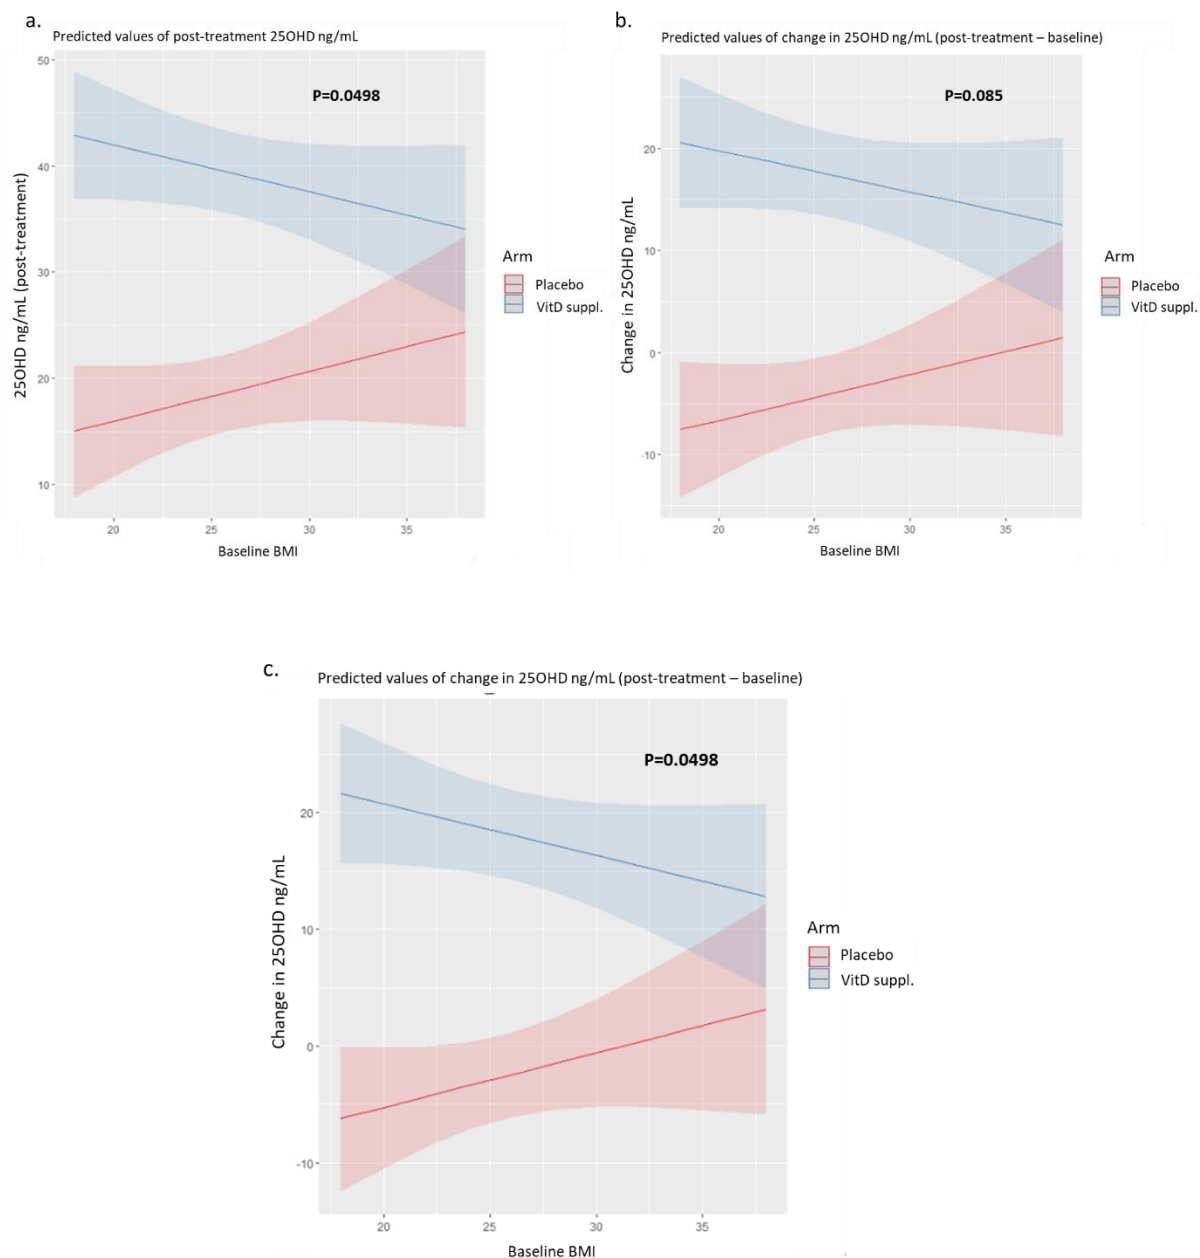 a.
Predicted values of post-treatment 25OHD ng/mL
P=0.0498
50
40
30
20
10
25OHD ng/mL (post-treatment)
20 25 30 35
Baseline BMI
Arm
Placebo
VitD suppl.
b.
Predicted values of change in 25OHD ng/mL (post-treatment – baseline)
P=0.085
20
10
0
-10
Change in 25OHD ng/mL
20 25 30 35
Baseline BMI
Arm
Placebo
VitD suppl.
c.
Predicted values of change in 25OHD ng/mL (post-treatment – baseline)
P=0.0498
20
10
0
-10
Change in 25OHD ng/mL
20 25 30 35
Baseline BMI
Arm
Placebo
VitD suppl.